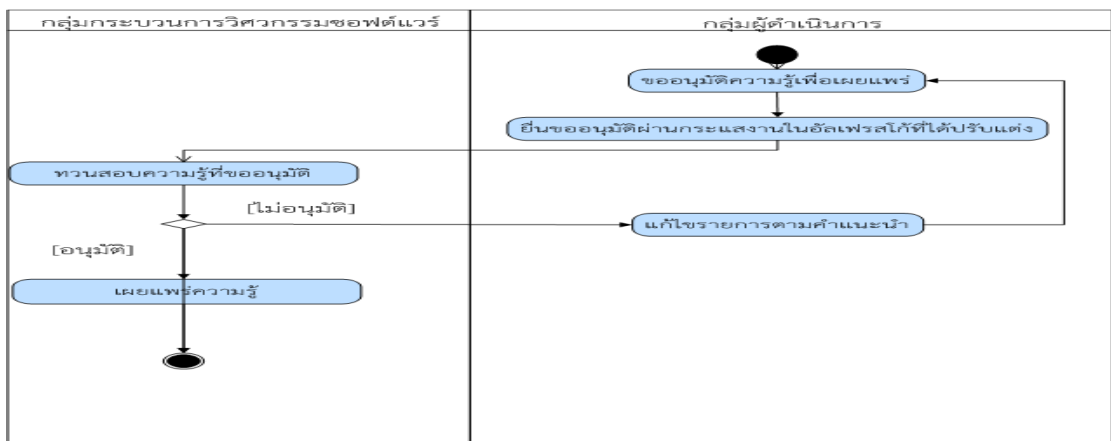 กลุ่มกระบวนการวิศวกรรมซอฟต์แวร์
กลุ่มผู้ดำเนินการ
ขออนุมัติความรู้เพื่อเผยแพร่
ยื่นขออนุมัติผ่านกระแสงานในอัลเฟรสโก้ที่ได้ปรับแต่ง
ทวนสอบความรู้ที่ขออนุมัติ
[ไม่อนุมัติ]
แก้ไขรายการตามคำแนะนำ
[อนุมัติ]
เผยแพร่ความรู้